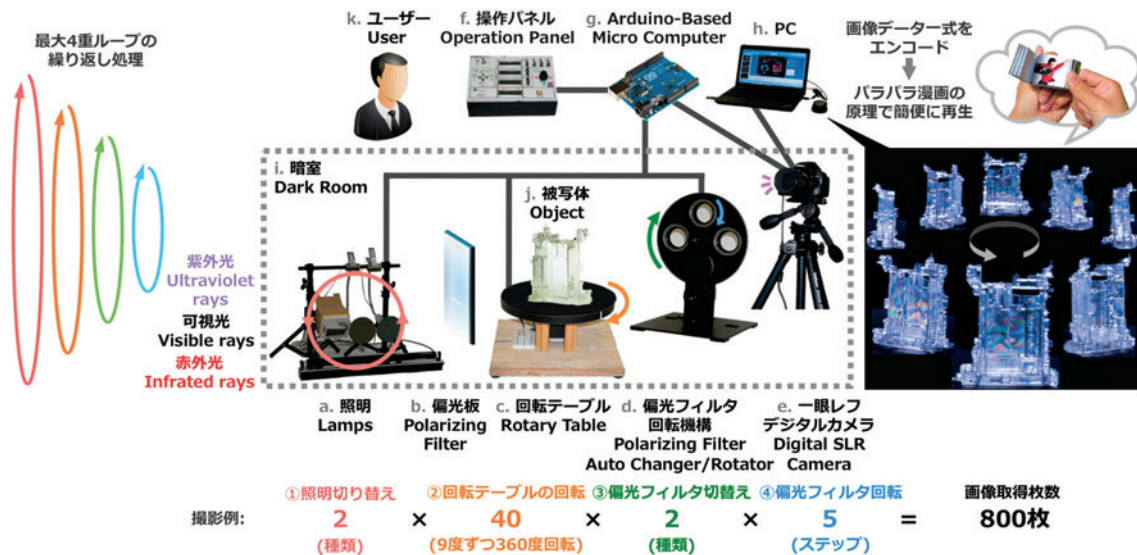 最大4重ループの
繰り返し処理
k. ユーザー
User
f. 操作パネル
Operation Panel
g. Arduino-Based
Micro Computer
h. PC
画像データー式を
エンコード
パラパラ漫画の
原理で簡便に再生
i. 暗室
Dark Room
j. 被写体
Object
紫外光
Ultraviolet
rays
可視光
Visible rays
赤外光
Infrated rays
a. 照明
Lamps
b. 偏光板
Polarizing
Filter
c. 回転テーブル
Rotary Table
d. 偏光フィルタ
回転機構
Polarizing Filter
Auto Changer/Rotator
e. 一眼レフ
デジタルカメラ
Digital SLR
Camera
撮影例:
①照明切り替え ②回転テーブルの回転 ③偏光フィルタ切替え ④偏光フィルタ回転 画像取得枚数
2 × 40 × 2 × 5 = 800枚
(種類) (9度ずつ360度回転) (種類) (ステップ)